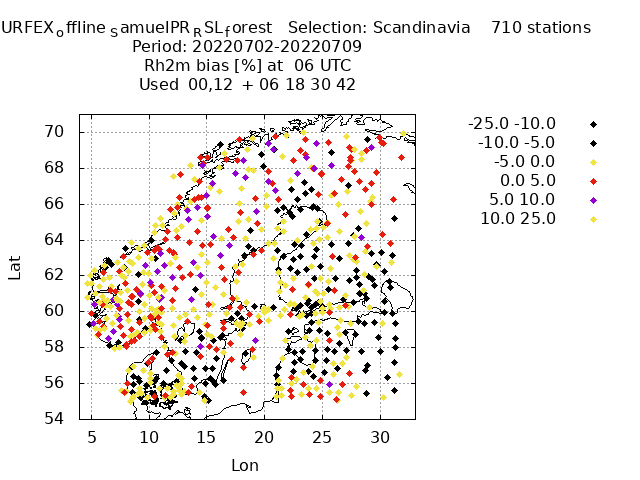 URFEXoffline SamuelPRRSLforest Selection: Scandinavia 710 stations
Period: 20220702-20220709
Rh2m bias [%] at 06 UTC
Used 00,12 + 06 18 30 42
-25.0 -10.0
-10.0 -5.0
-5.0 0.0
0.0 5.0
5.0 10.0
10.0 25.0
70
68
66
64
62
60
58
56
54
Lat
5 10 15 20 25 30
Lon